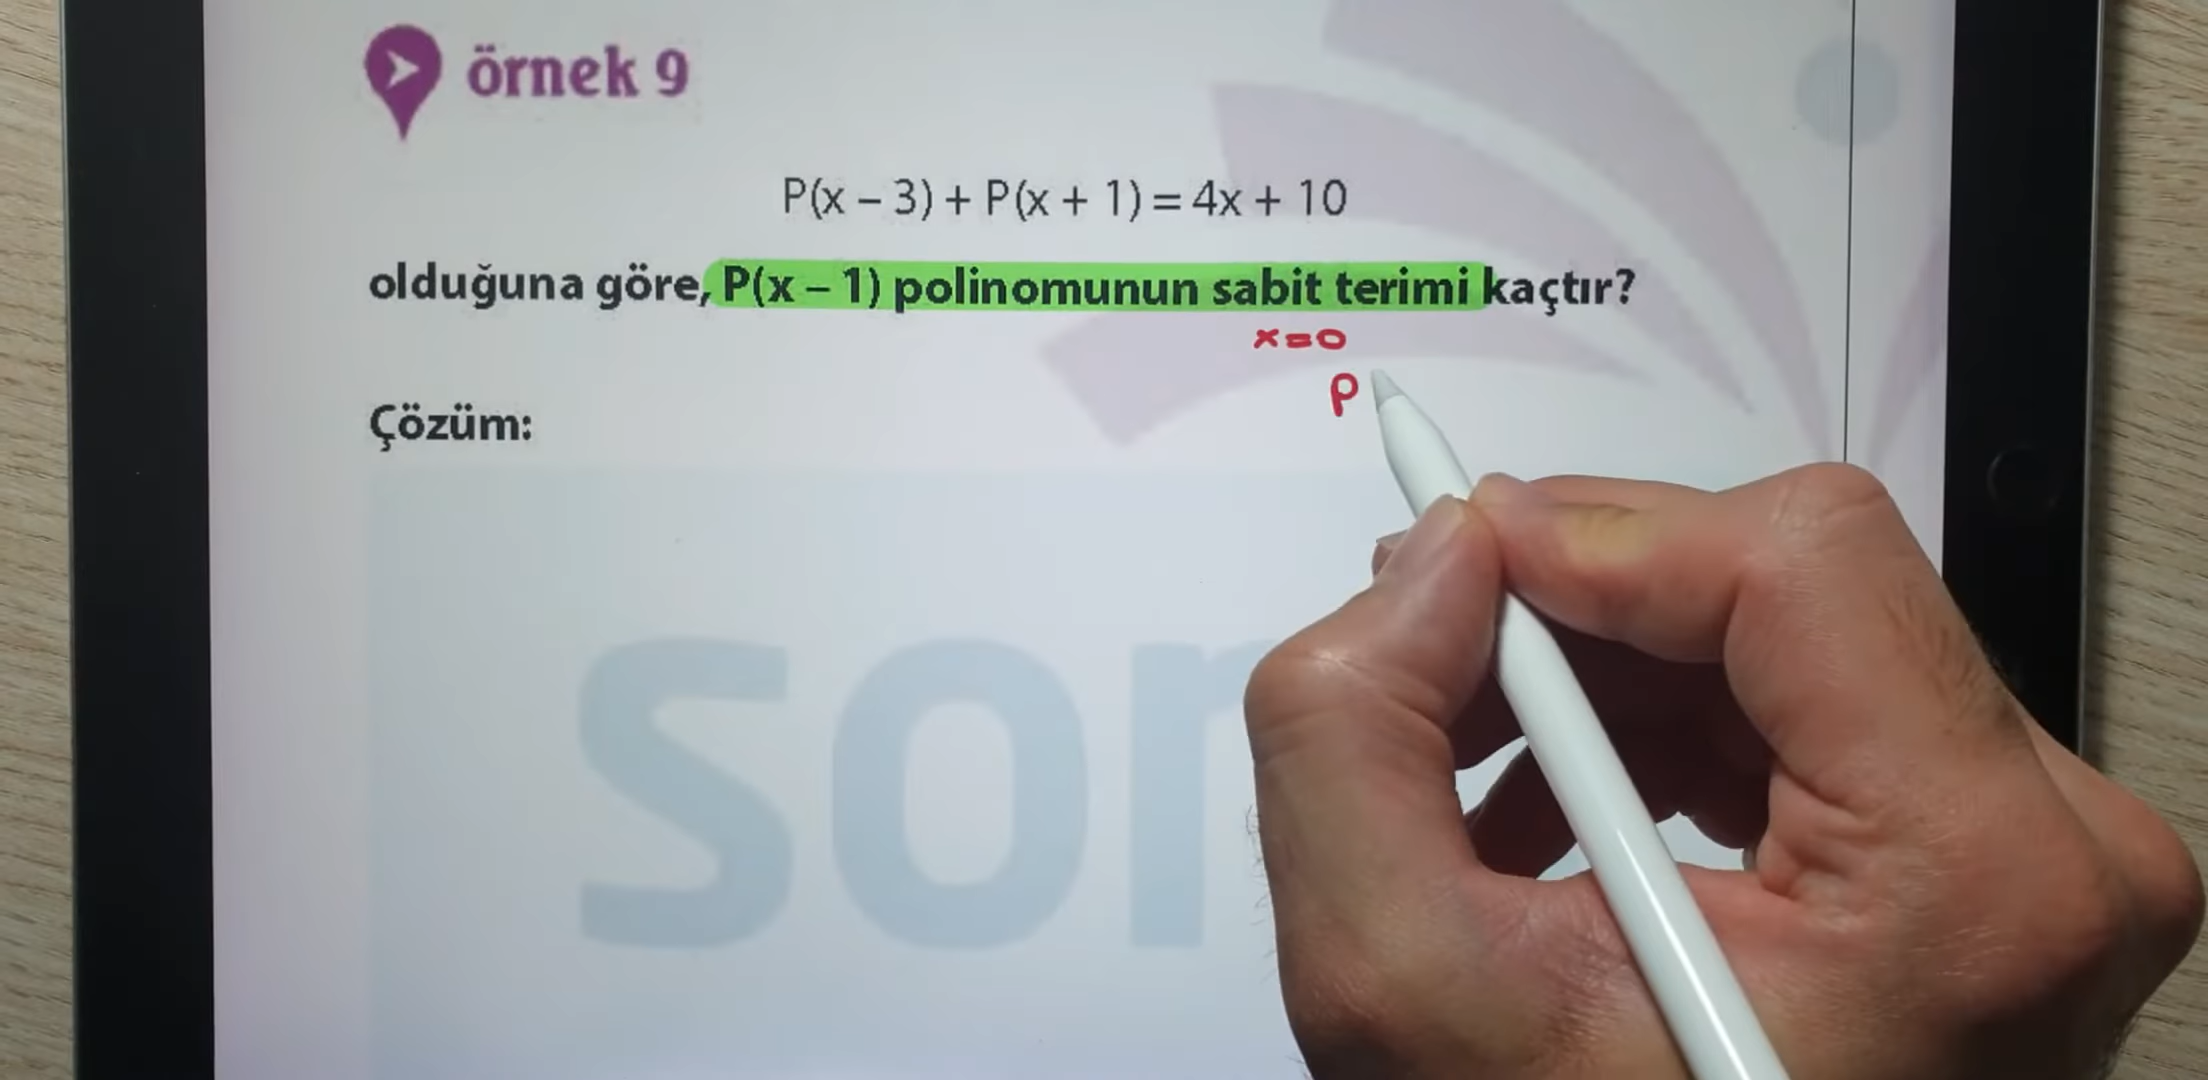 örnek 9
P(x – 3) + P(x + 1) = 4x + 10
olduğuna göre, P(x – 1) polinomunun sabit terimi kaçtır?
x=0
P
Çözüm:
sor